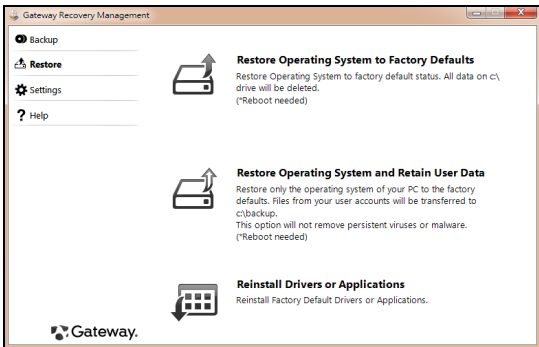 Gateway Recovery Management
Backup
Restore
Settings
? Help
Restore Operating System to Factory Defaults
Restore Operating System to factory default status. All data on c:\
drive will be deleted.
(*Reboot needed)
Restore Operating System and Retain User Data
Restore only the operating system of your PC to the factory
defaults. Files from your user accounts will be transferred to
c:\backup.
This option will not remove persistent viruses or malware.
(*Reboot needed)
Reinstall Drivers or Applications
Reinstall Factory Default Drivers or Applications.
Gateway.